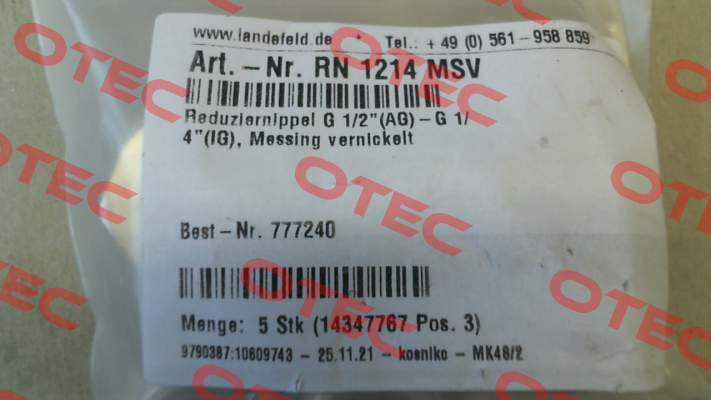 www.landefeld.de * Tel.: +49 (0) 561-958 859
Art.-Nr. RN 1214 MSV
Reduziernippel G 1/2"(AG)-G 1/
4"(IG), Messing vernickelt
Best-Nr. 777240
Menge: 5 Stk (14347767 Pos. 3)
9790387:10609743 - 25.11.21 - kosniko - MK48/2
OTEC
OTEC
OTEC
OTEC
OTEC
OTEC
OTEC
OTEC
OTEC